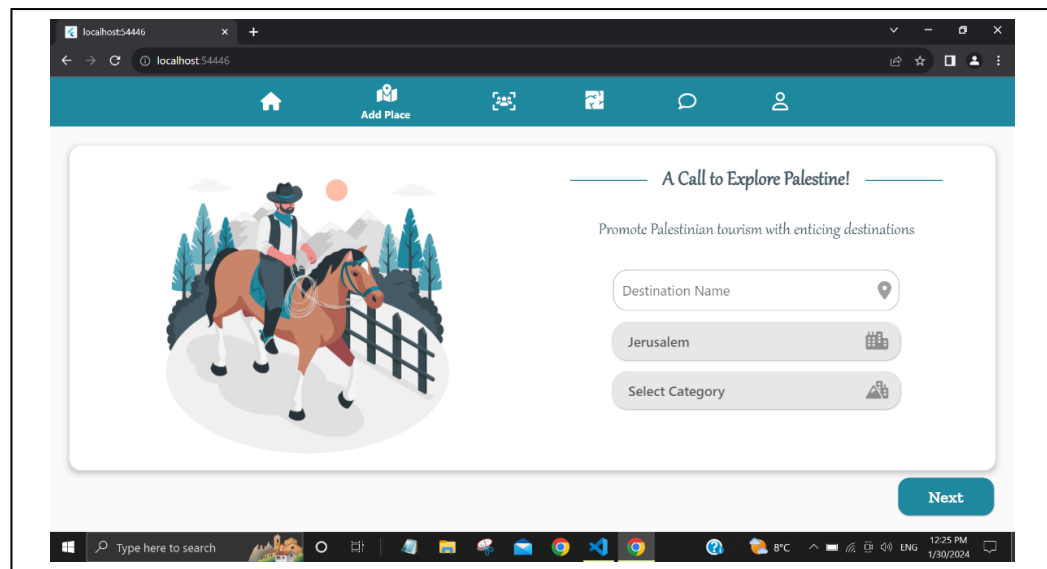 localhost:54446
localhost:54446
Add Place
A Call to Explore Palestine!
Promote Palestinian tourism with enticing destinations
Destination Name
Jerusalem
Select Category
Next
Type here to search
8°C
ENG
12:25 PM
1/30/2024